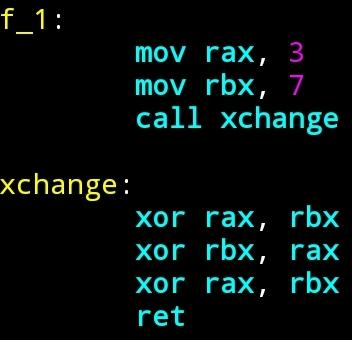 f_1:
mov rax, 3
mov rbx, 7
call xchange
xchange:
xor rax, rbx
xor rbx, rax
xor rax, rbx
ret